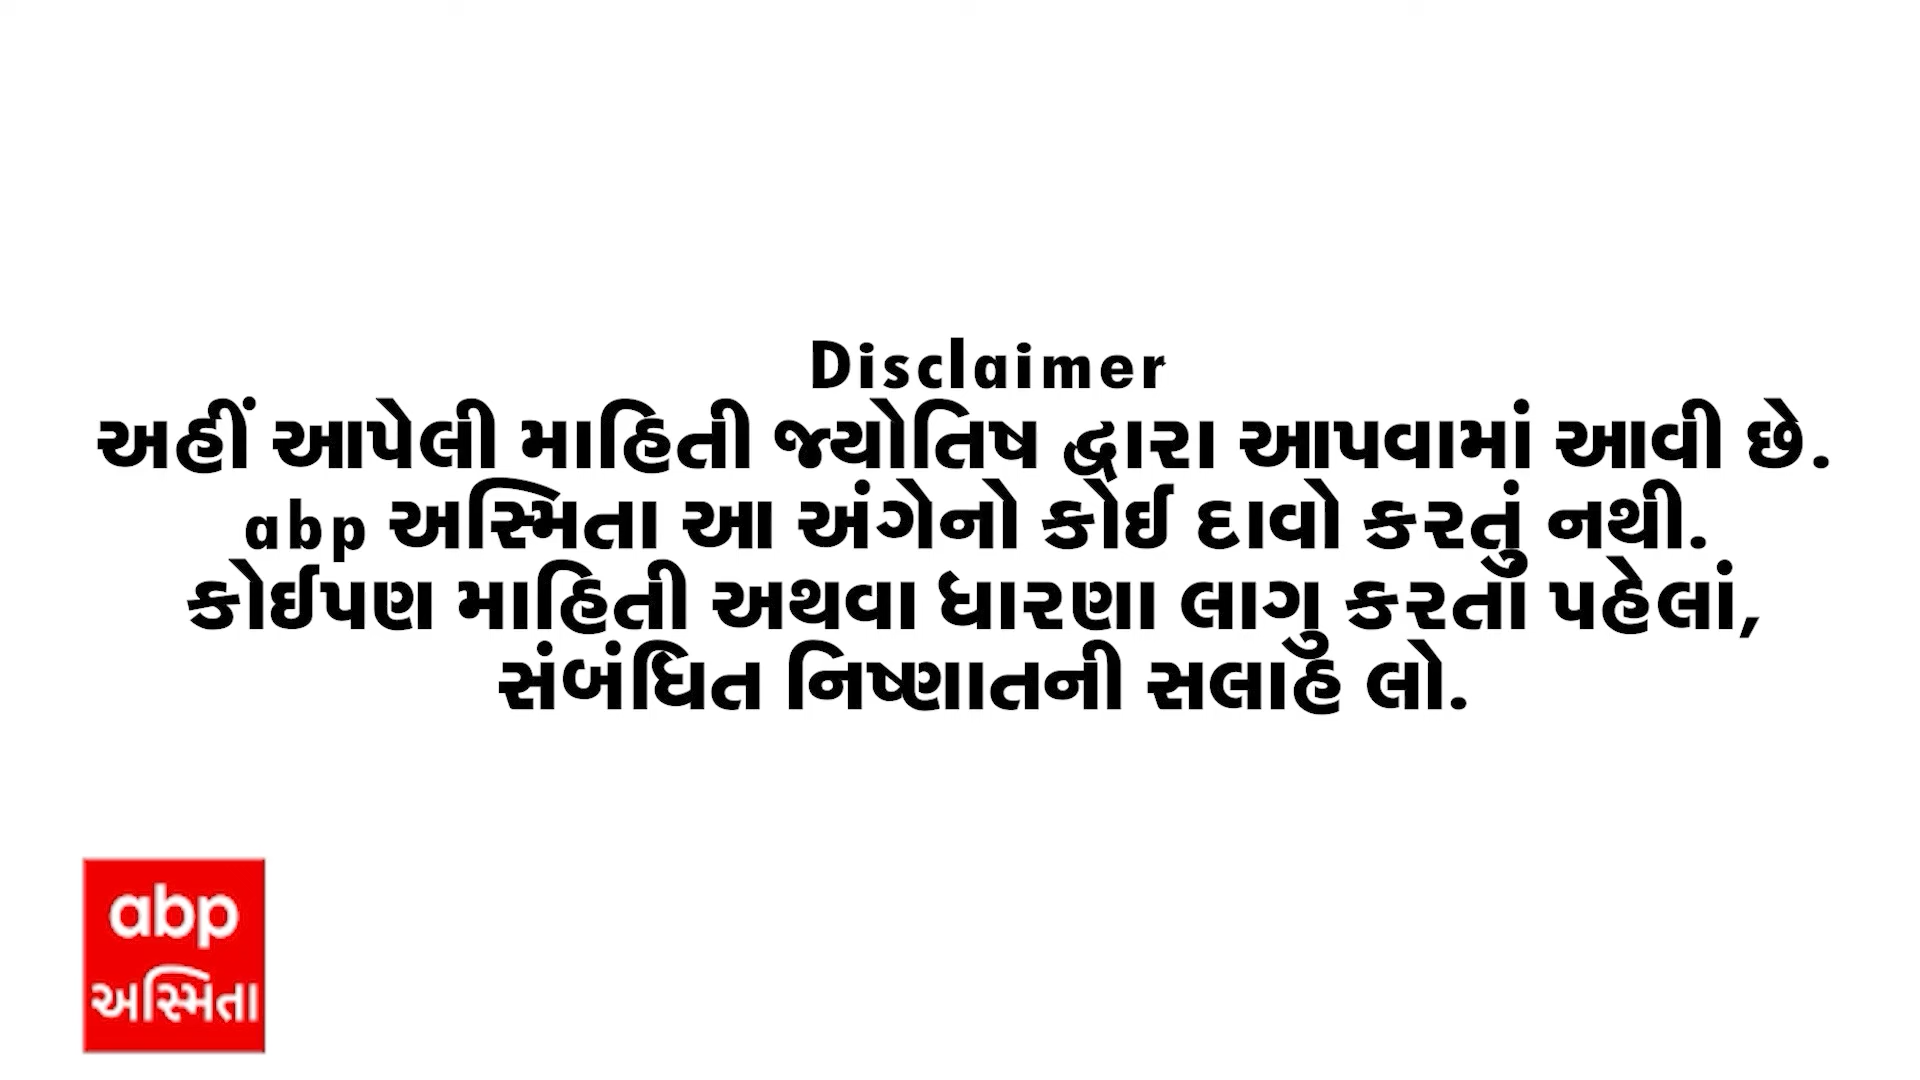 Disclaimer
અહીં આપેલી માહિતી જ્યોતિષ દ્વારા આપવામાં આવી છે.
abp અસ્મિતા આ અંગેનો કોઈ દાવો કરતું નથી.
કોઈપણ માહિતી અથવા ધારણા લાગુ કરતાં પહેલાં,
સંબંધિત નિષ્ણાતની સલાહ લો.
abp
અસ્મિતા